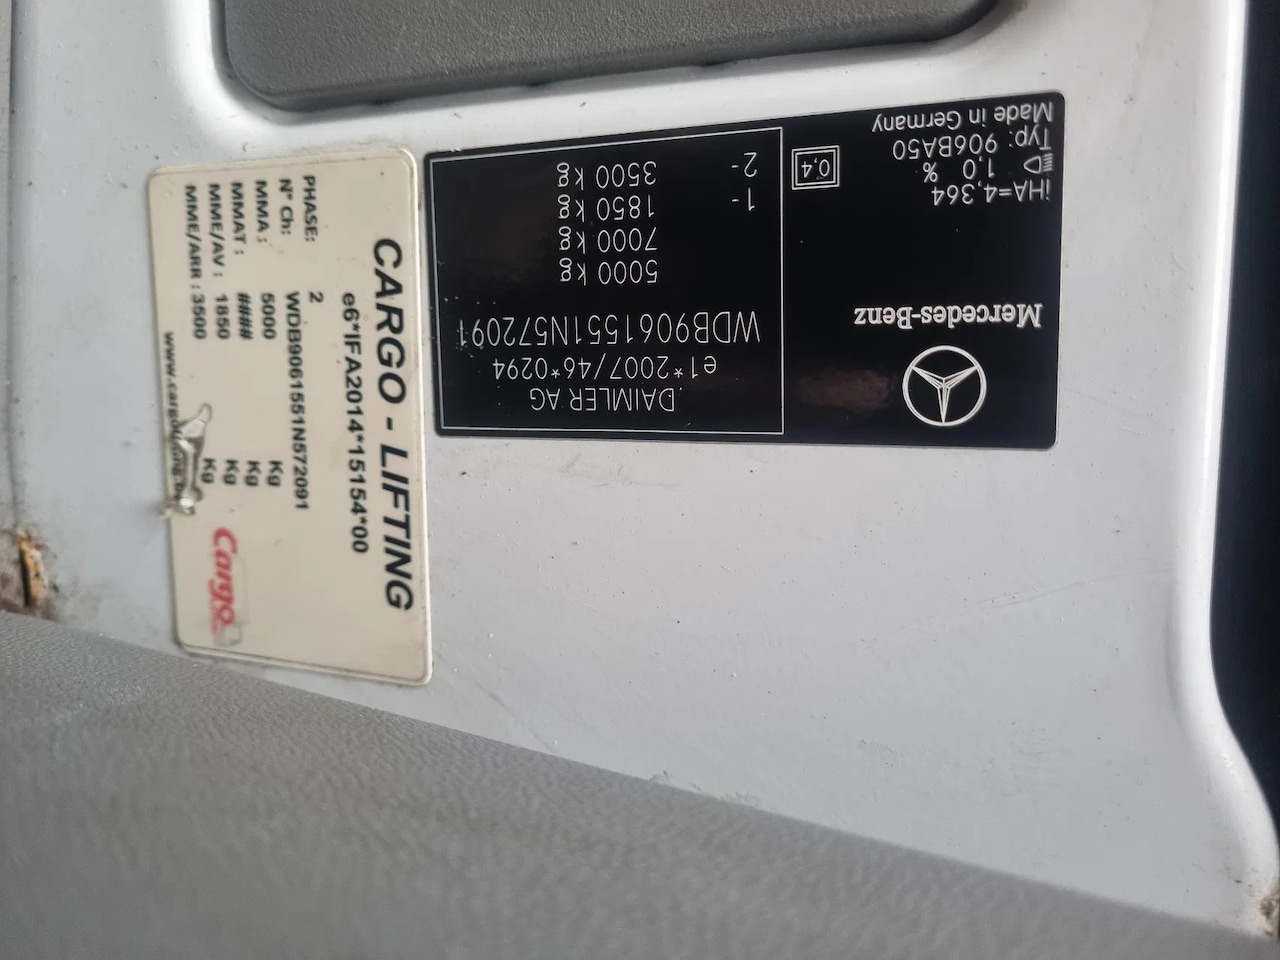 CARGO - LIFTING
e6*IFA2014*15154*00
PHASE: 2
N° Ch: WDB9061551N572091
MMA : 5000 Kg
MMAT : #### Kg
MME/AV : 1850 Kg
MME/ARR : 3500 Kg
Cargo
DAIMLER AG
e1*2007/46*0294
WDB9061551N572091
5000 kg
7000 kg
1- 1850 kg
2- 3500 kg
Mercedes-Benz
iHA=4,364
1,0 %
Typ: 906BA50
Made in Germany
0,4